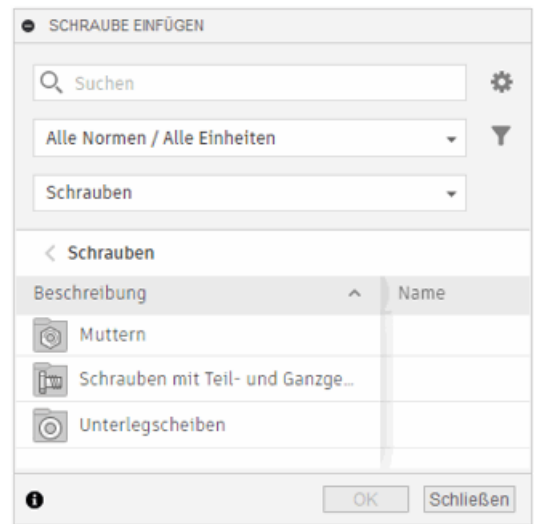 SCHRAUBE EINFÜGEN
Suchen
Alle Normen / Alle Einheiten
Schrauben
Schrauben
Beschreibung Name
Muttern
Schrauben mit Teil- und Ganzge...
Unterlegscheiben
OK Schließen